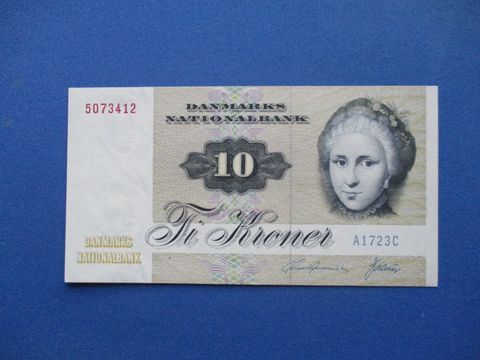 5073412
DANMARKS
NATIONALBANK
10
Ti Kroner
A1723C
DANMARKS
NATIONALBANK